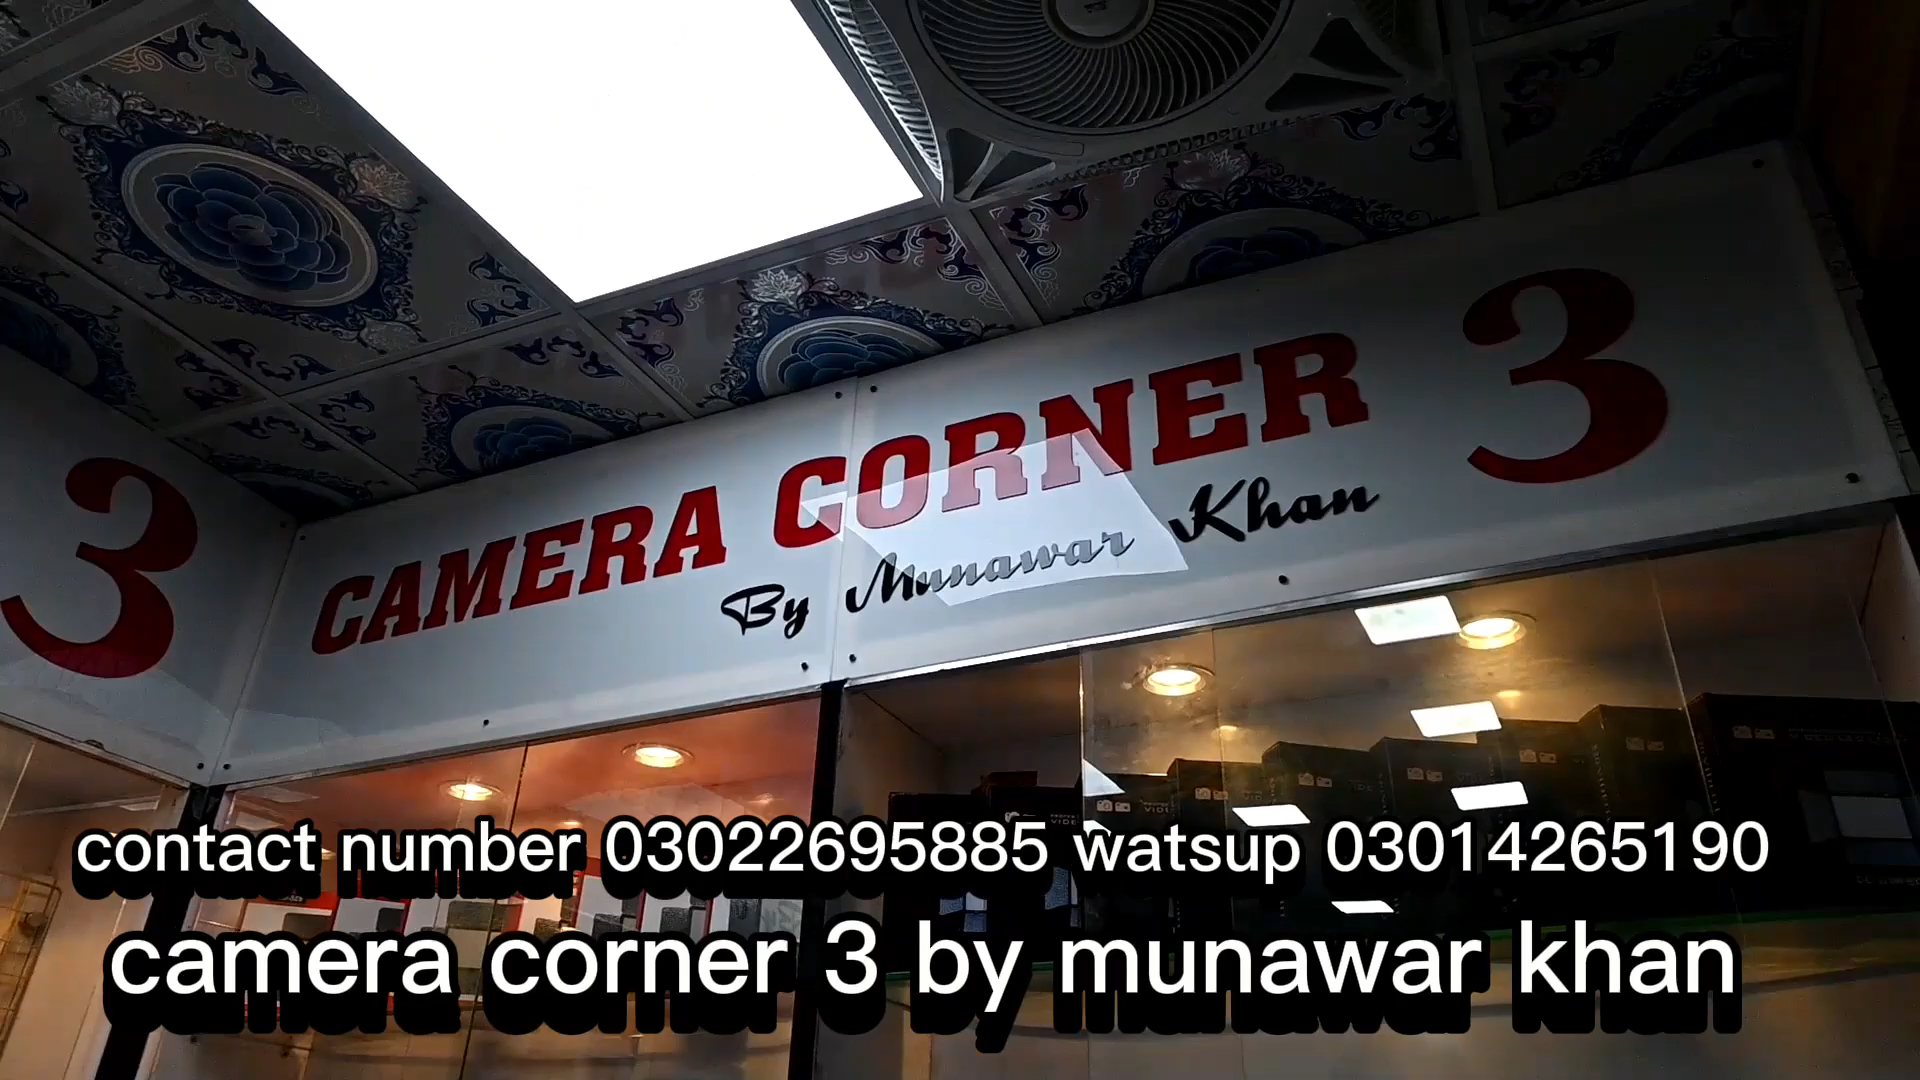 3
CAMERA CORNER 3
By Munawar Khan
contact number 03022695885 watsup 03014265190
camera corner 3 by munawar khan